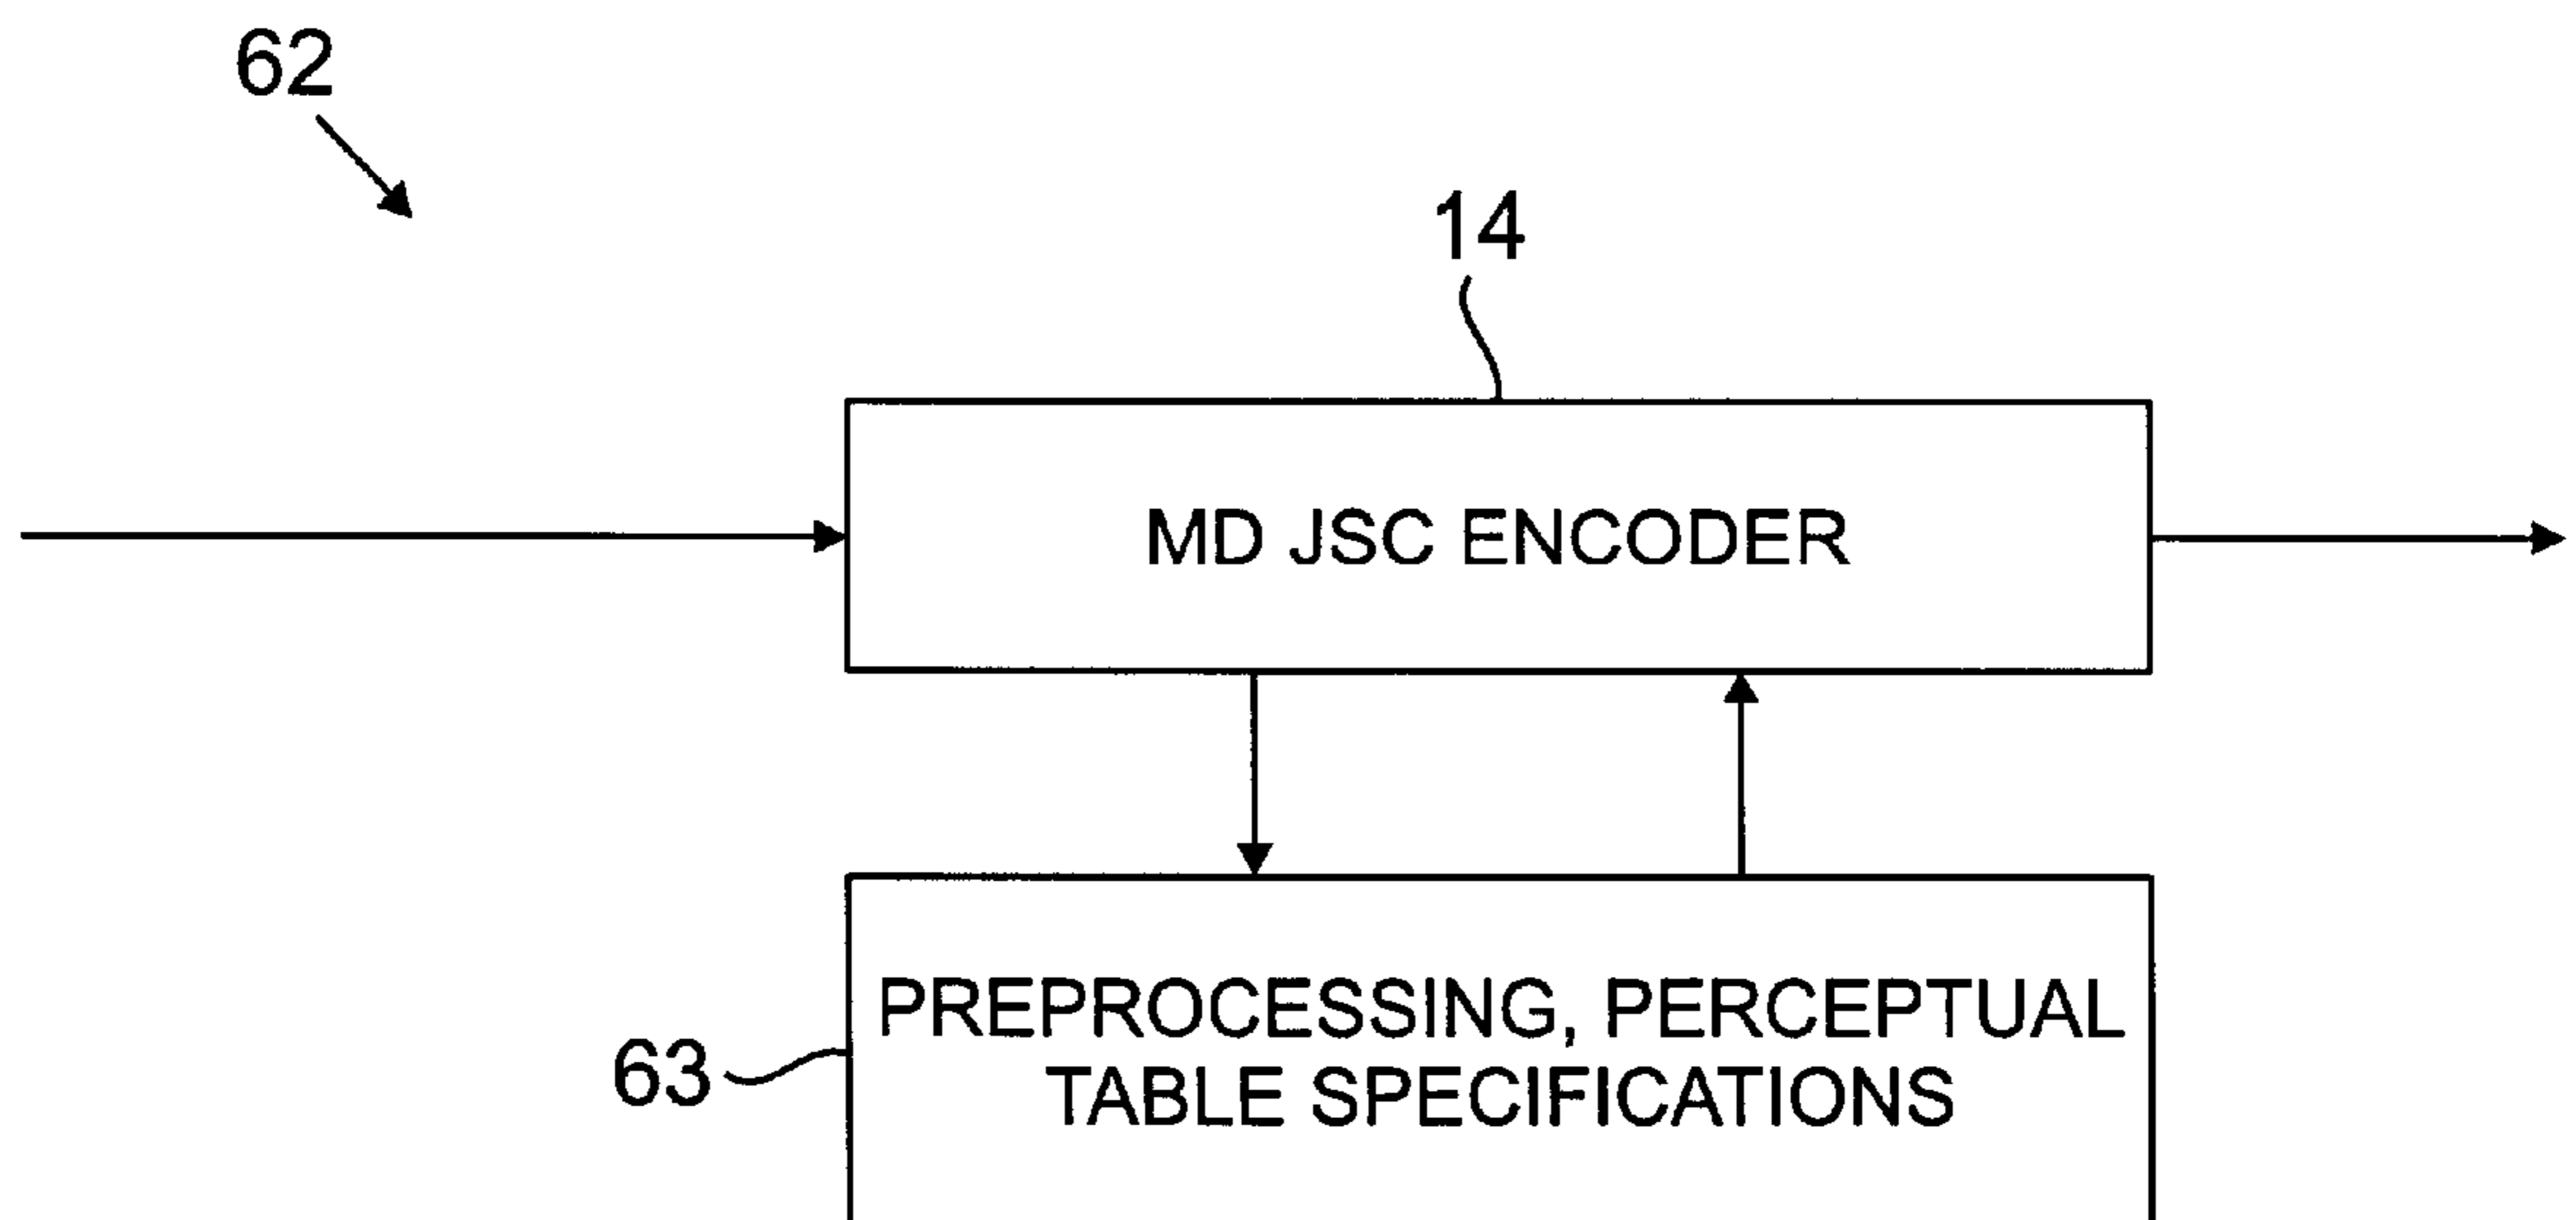 62
14
MD JSC ENCODER
PREPROCESSING, PERCEPTUAL
TABLE SPECIFICATIONS
63